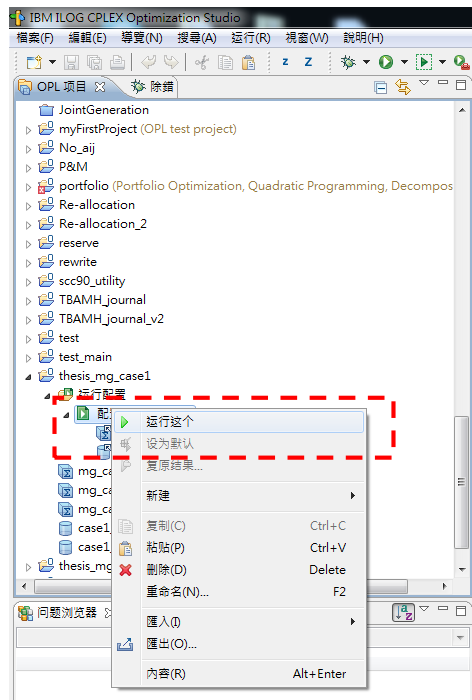 IBM ILOG CPLEX Optimization Studio
檔案(F) 編輯(E) 導覽(N) 搜尋(A) 运行(R) 視窗(W) 說明(H)
z Z
OPL 项目 除錯
JointGeneration
myFirstProject (OPL test project)
No_aij
P&M
portfolio (Portfolio Optimization, Quadratic Programming, Decompos
Re-allocation
Re-allocation_2
reserve
rewrite
scc90_utility
TBAMH_journal
TBAMH_journal_v2
test
test_main
thesis_mg_case1
运行配置
配
运行这个
设为默认
复原结果...
mg_ca
新建
mg_ca
mg_ca
复制(C) Ctrl+C
case1_
粘贴(P) Ctrl+V
case1_
删除(D) Delete
thesis_mg
重命名(N)... F2
问题浏览器
匯入(I)
匯出(O)...
內容(R) Alt+Enter